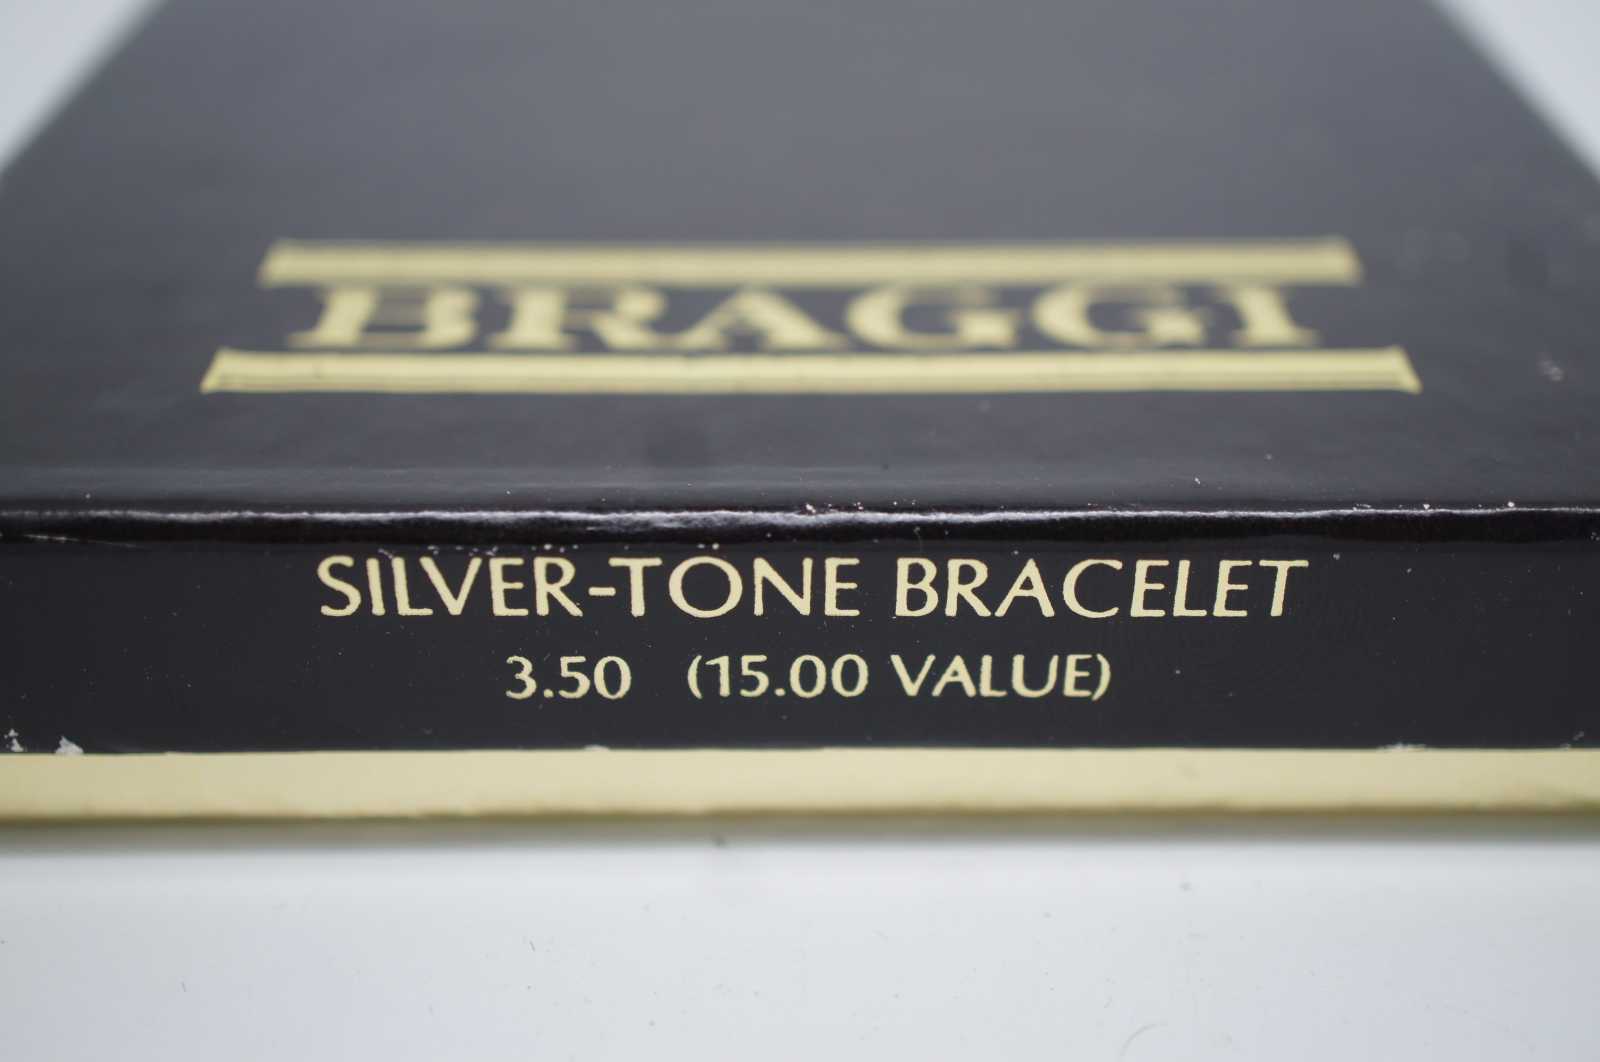 BRAGGI
SILVER-TONE BRACELET
3.50 (15.00 VALUE)